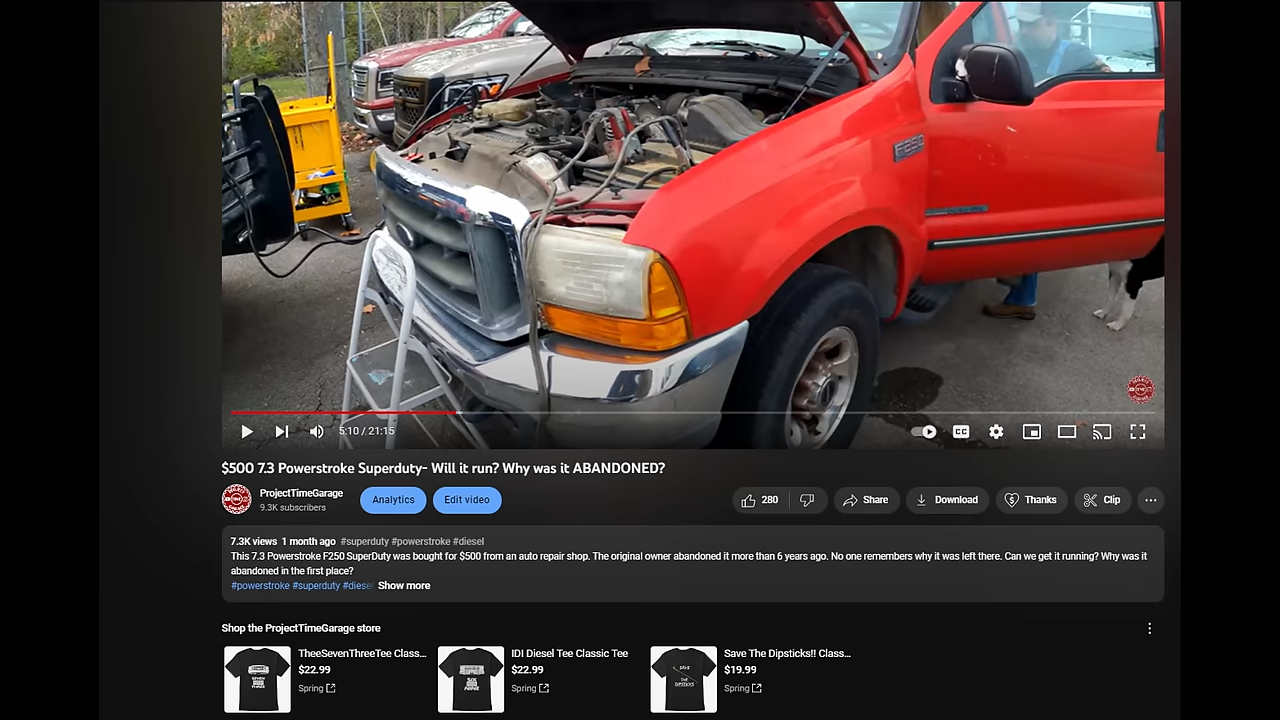 F250
5:10 / 21:15
CC
$500 7.3 Powerstroke Superduty- Will it run? Why was it ABANDONED?
ProjectTimeGarage
9.3K subscribers
Analytics
Edit video
280
Share
Download
Thanks
Clip
7.3K views 1 month ago #superduty #powerstroke #diesel
This 7.3 Powerstroke F250 SuperDuty was bought for $500 from an auto repair shop. The original owner abandoned it more than 6 years ago. No one remembers why it was left there. Can we get it running? Why was it
abandoned in the first place?
#powerstroke #superduty #diese Show more
Shop the ProjectTimeGarage store
TheeSevenThreeTee Class...
$22.99
Spring
IDI Diesel Tee Classic Tee
$22.99
Spring
Save The Dipsticks!! Class...
$19.99
Spring